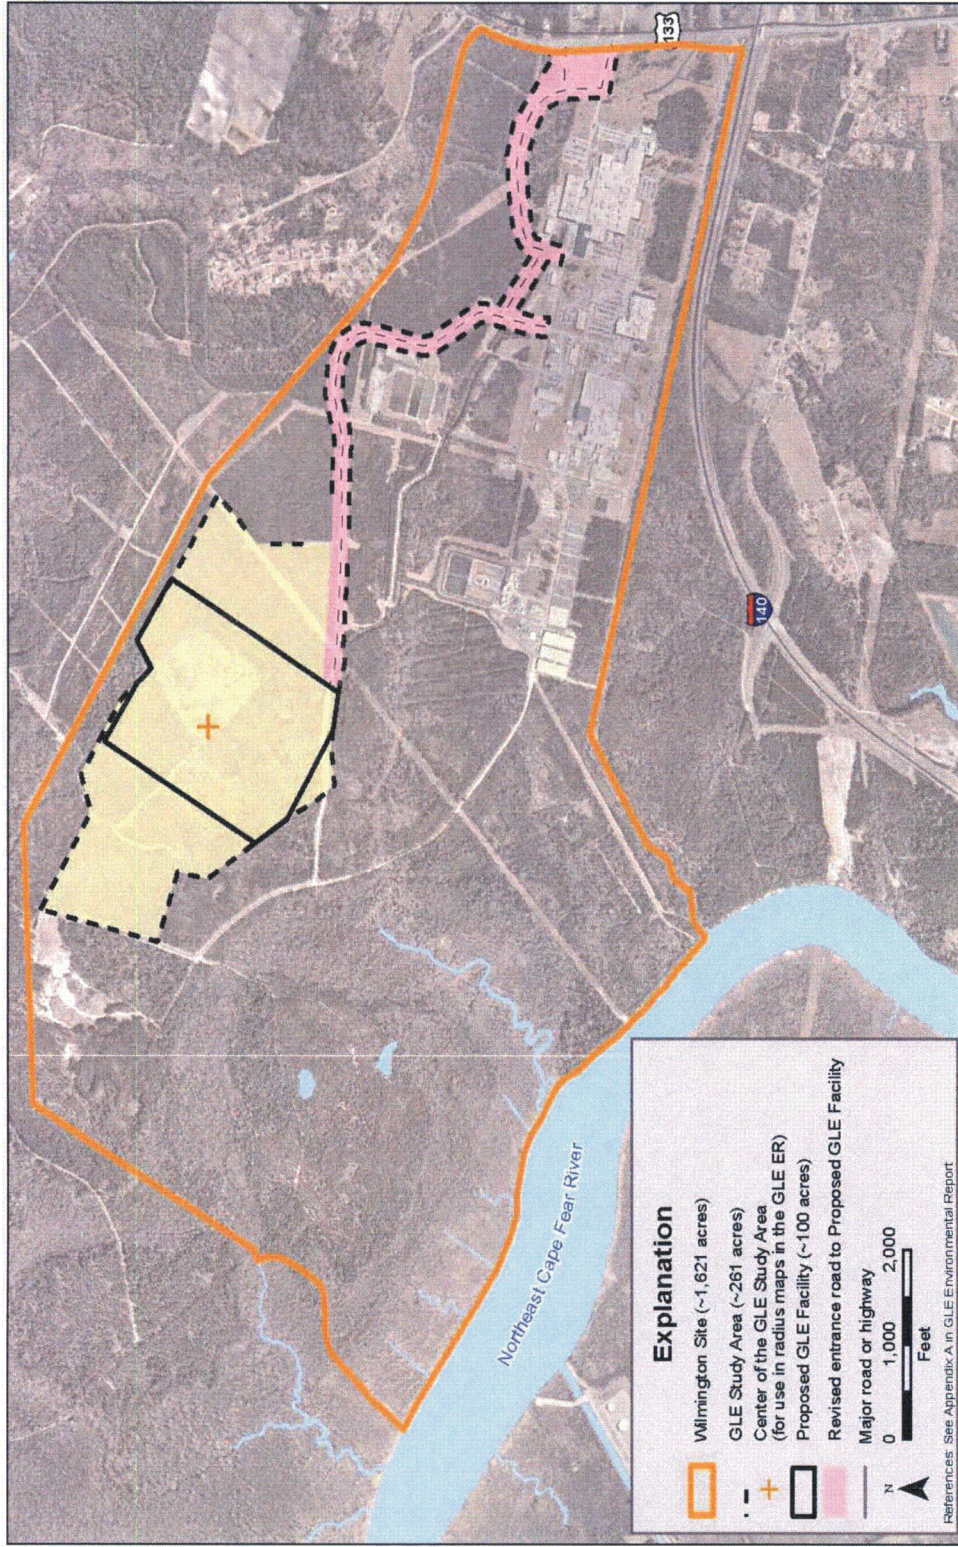 133
140
Northeast Cape Fear River
Explanation
Wilmington Site (~1,621 acres)
GLE Study Area (~261 acres)
Center of the GLE Study Area
(for use in radius maps in the GLE ER)
Proposed GLE Facility (~100 acres)
Revised entrance road to Proposed GLE Facility
Major road or highway
N
0 1,000 2,000
Feet
References: See Appendix A in GLE Environmental Report